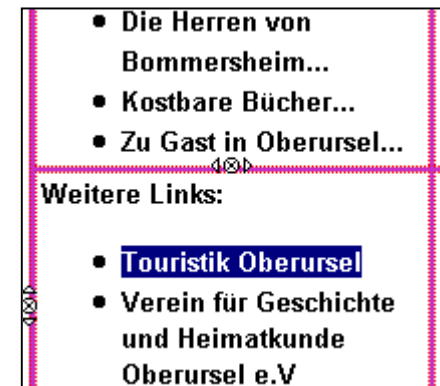 Die Herren von
Bommersheim...
Kostbare Bücher...
Zu Gast in Oberursel...
Weitere Links:
Touristik Oberursel
Verein für Geschichte
und Heimatkunde
Oberursel e.V